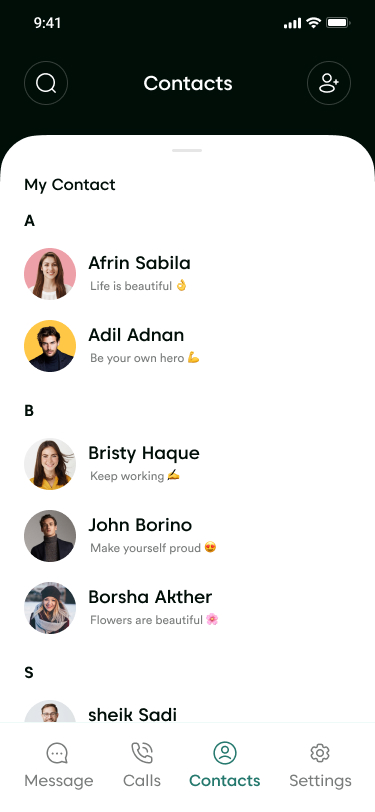 9:41
Contacts
My Contact
A
Afrin Sabila
Life is beautiful 👌
Adil Adnan
Be your own hero 💪
B
Bristy Haque
Keep working ✍️
John Borino
Make yourself proud 😍
Borsha Akther
Flowers are beautiful 🌸
S
sheik Sadi
Message Calls Contacts Settings